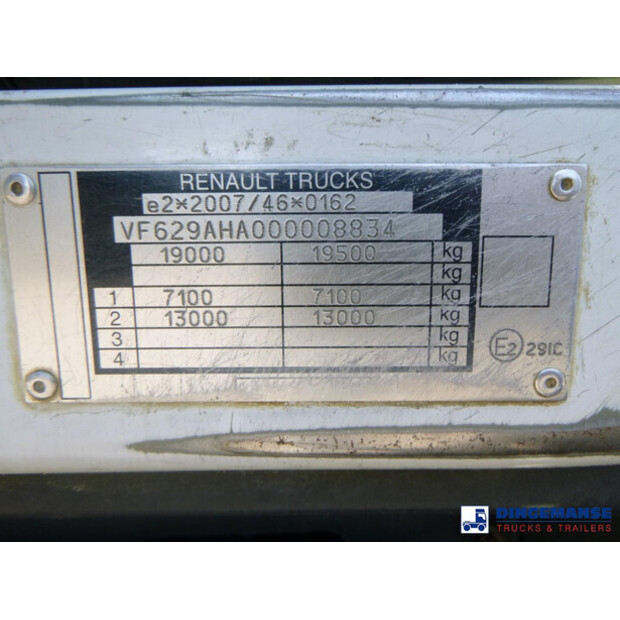 RENAULT TRUCKS
e2*2007/46*0162
VF629AHA000008834
19000 19500 kg
kg
1 7100 7100 kg
2 13000 13000 kg
3 kg
4 kg
E2 291C
DINGEMANSE
TRUCKS & TRAILERS